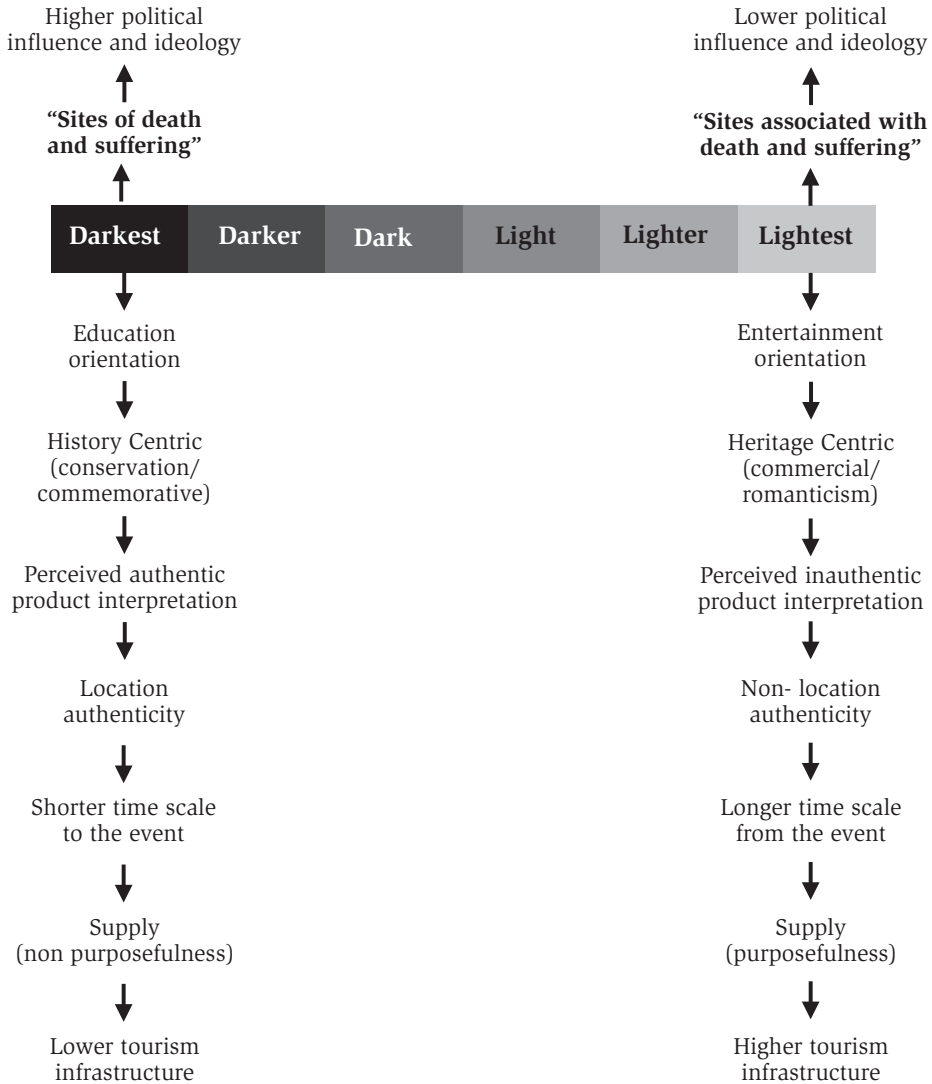 Higher political
influence and ideology
Lower political
influence and ideology
“Sites of death
and suffering”
“Sites associated with
death and suffering”
Darkest Darker Dark Light Lighter Lightest
Education
orientation
Entertainment
orientation
History Centric
(conservation/
commemorative)
Heritage Centric
(commercial/
romanticism)
Perceived authentic
product interpretation
Perceived inauthentic
product interpretation
Location
authenticity
Non- location
authenticity
Shorter time scale
to the event
Longer time scale
from the event
Supply
(non purposefulness)
Supply
(purposefulness)
Lower tourism
infrastructure
Higher tourism
infrastructure